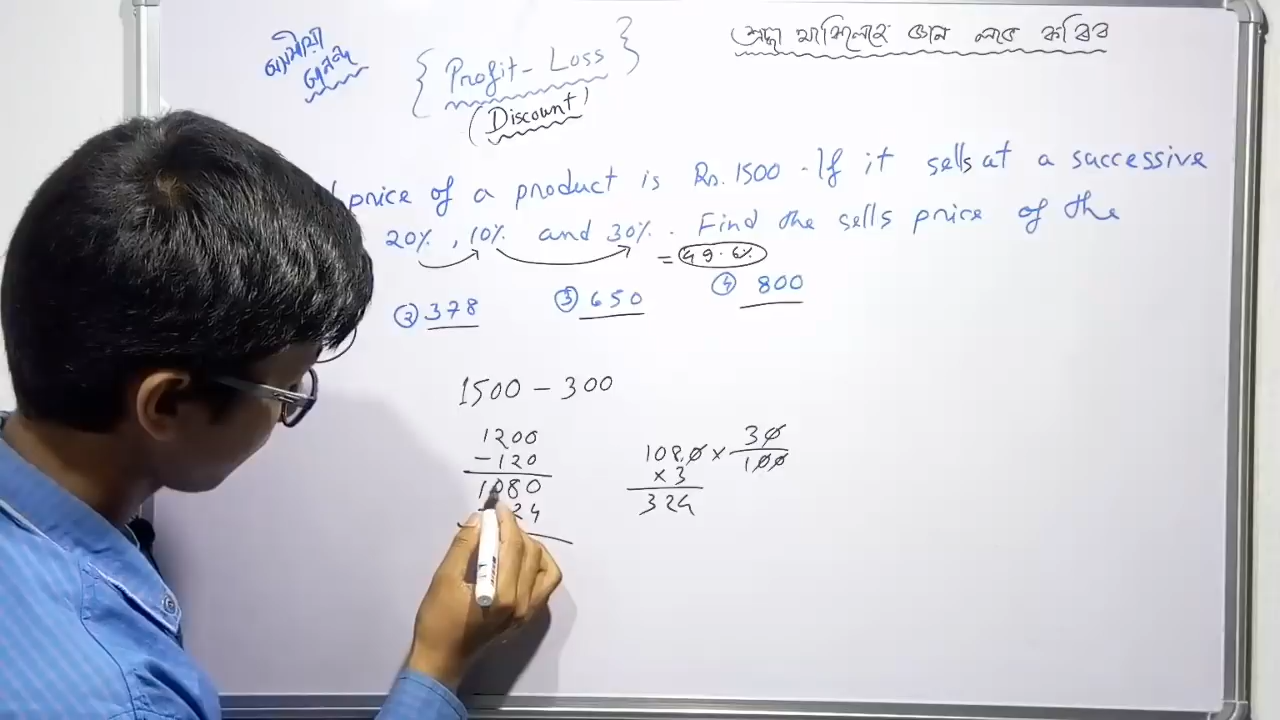 { Profit - Loss }
(Discount)
price of a product is Rs. 1500 . If it sells at a successive
20% , 10% and 30% . Find the sells price of the
= 49.6%
② 378 ③ 650 ④ 800
1500 - 300
1200
- 120
1080
24
1080 × 30/100
× 3
324